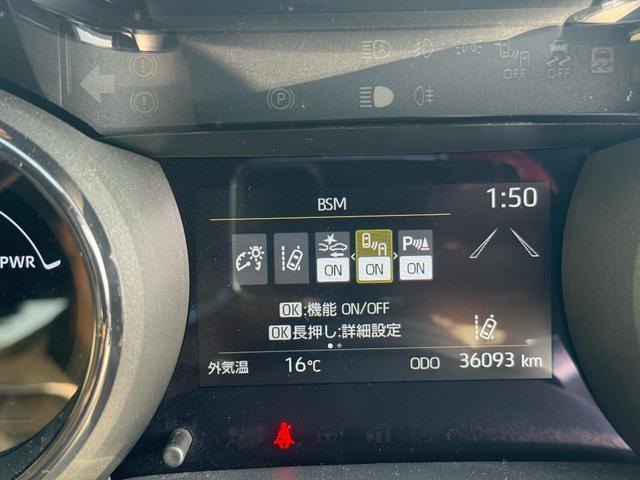 OFF OFF
BSM 1:50
PWR
ON ON P ON
OK:機能 ON/OFF
OK長押し:詳細設定
外気温 16℃ ODO 36093 km